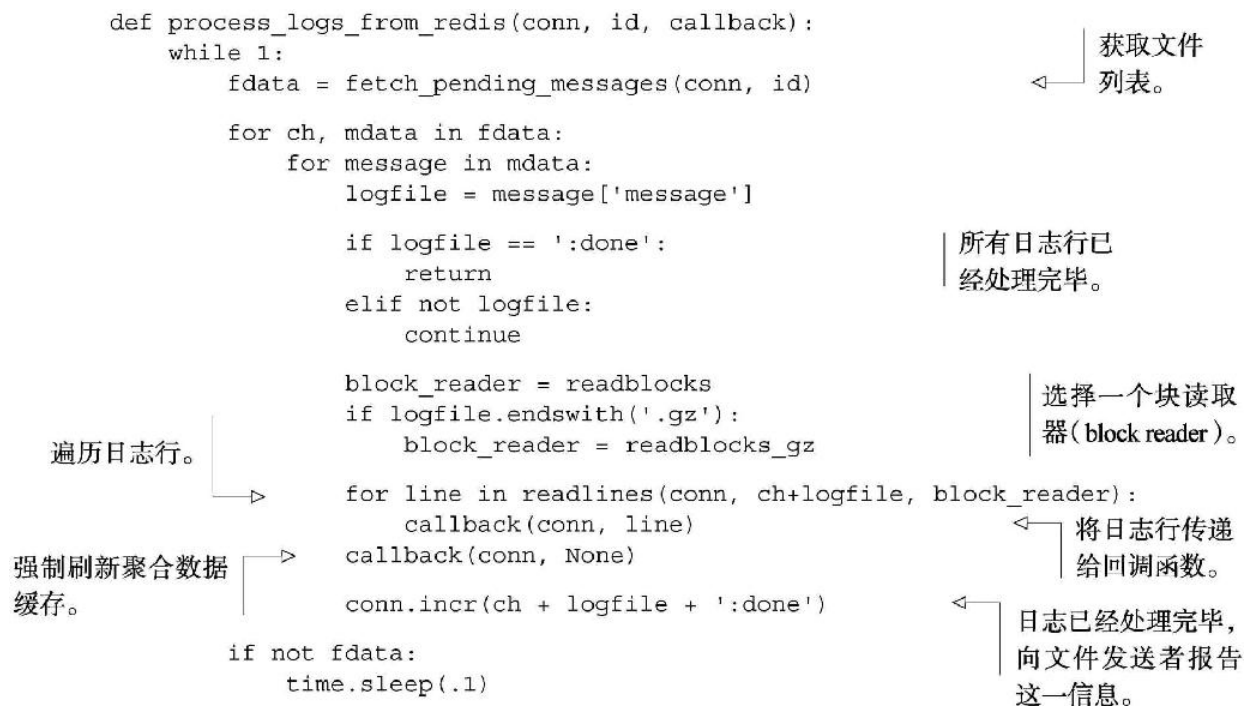 def process_logs_from_redis(conn, id, callback):
    while 1:
        fdata = fetch_pending_messages(conn, id)
获取文件
列表。
        for ch, mdata in fdata:
            for message in mdata:
                logfile = message['message']
                if logfile == ':done':
                    return
                elif not logfile:
                    continue
所有日志行已
经处理完毕。
                block_reader = readblocks
                if logfile.endswith('.gz'):
                    block_reader = readblocks_gz
选择一个块读取
器(block reader)。
遍历日志行。
                for line in readlines(conn, ch+logfile, block_reader):
                    callback(conn, line)
将日志行传递
给回调函数。
                callback(conn, None)
强制刷新聚合数据
缓存。
                conn.incr(ch + logfile + ':done')
日志已经处理完毕，
向文件发送者报告
这一信息。
        if not fdata:
            time.sleep(.1)